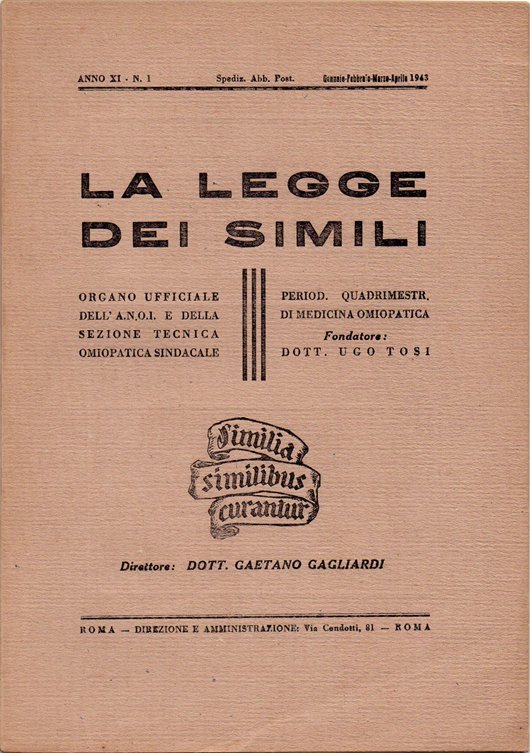 ANNO XI - N. 1 Spediz. Abb. Post. Gennaio-Febbraio-Marzo-Aprile 1943
LA LEGGE
DEI SIMILI
ORGANO UFFICIALE
DELL' A.N.O.I. E DELLA
SEZIONE TECNICA
OMIOPATICA SINDACALE
PERIOD. QUADRIMESTR.
DI MEDICINA OMIOPATICA
Fondatore:
DOTT. UGO TOSI
Similia
similibus
curantur
Direttore: DOTT. GAETANO GAGLIARDI
ROMA — DIREZIONE E AMMINISTRAZIONE: Via Condotti, 81 — ROMA